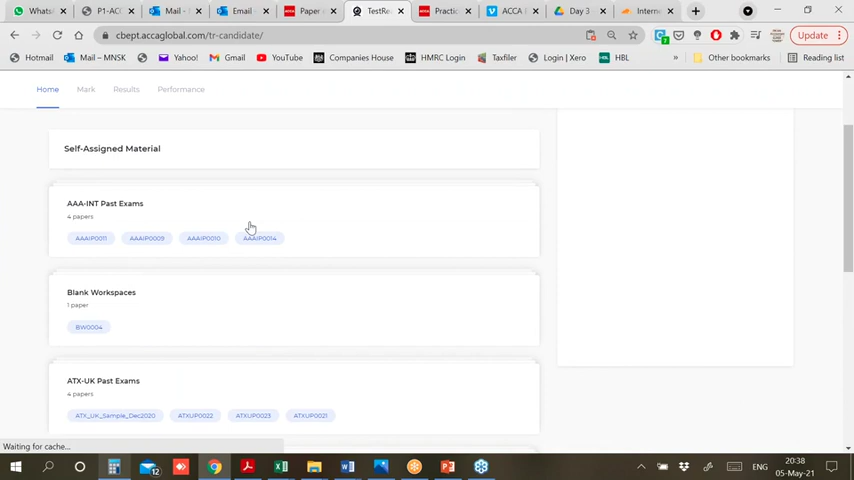 Whats
P1-ACC
Mail -
Email
Paper
TestRe
Practic
ACCA
Day 3
Intern
cbept.accaglobal.com/tr-candidate/
Update
Hotmail
Mail – MNSK
Yahoo!
Gmail
YouTube
Companies House
HMRC Login
Taxfiler
Login | Xero
HBL
»
Other bookmarks
Reading list
Home
Mark
Results
Performance
Self-Assigned Material
AAA-INT Past Exams
4 papers
AAAIP0011
AAAIP0009
AAAIP0010
AAAIP0014
Blank Workspaces
1 paper
BW0004
ATX-UK Past Exams
4 papers
ATX_UK_Sample_Dec2020
ATXUP0022
ATXUP0023
ATXUP0021
Waiting for cache...
12
ENG
20:38
05-May-21